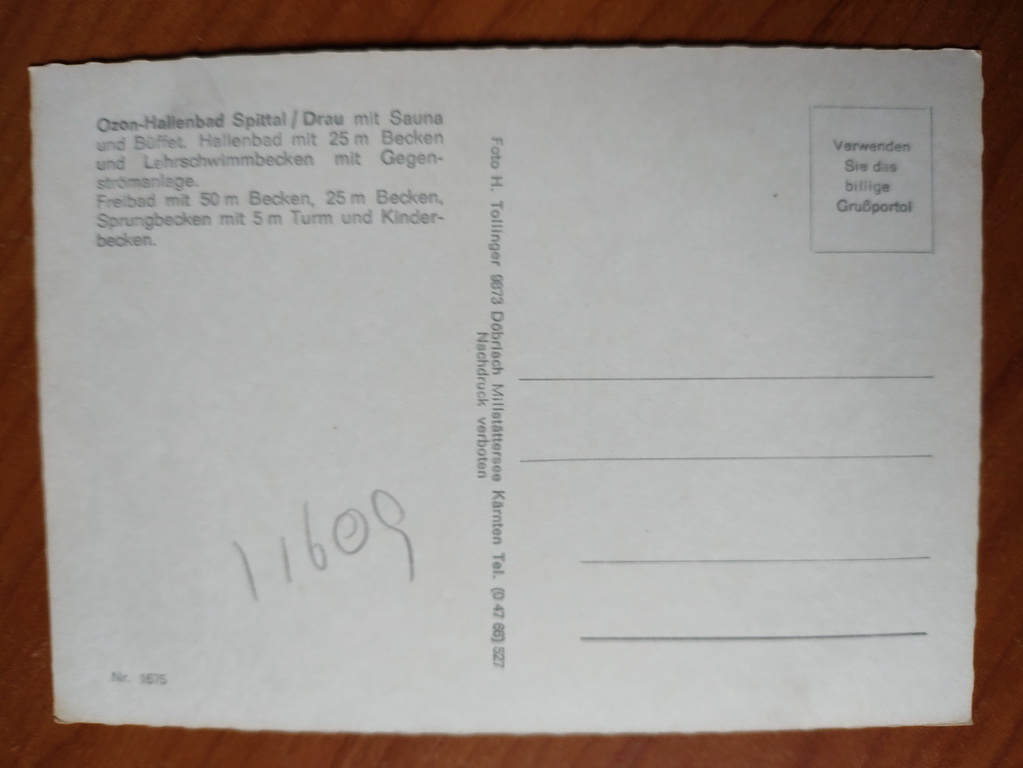 Ozon-Hallenbad Spittal / Drau mit Sauna
und Büffet. Hallenbad mit 25 m Becken
und Lehrschwimmbecken mit Gegen-
strömanlage.
Freibad mit 50 m Becken, 25 m Becken,
Sprungbecken mit 5 m Turm und Kinder-
becken.
Foto H. Tollinger 9873 Döbriach Millstättersee Kärnten Tel. (0 47 66) 527
Nachdruck verboten
Verwenden
Sie das
billige
Grußportol
11609
Nr.